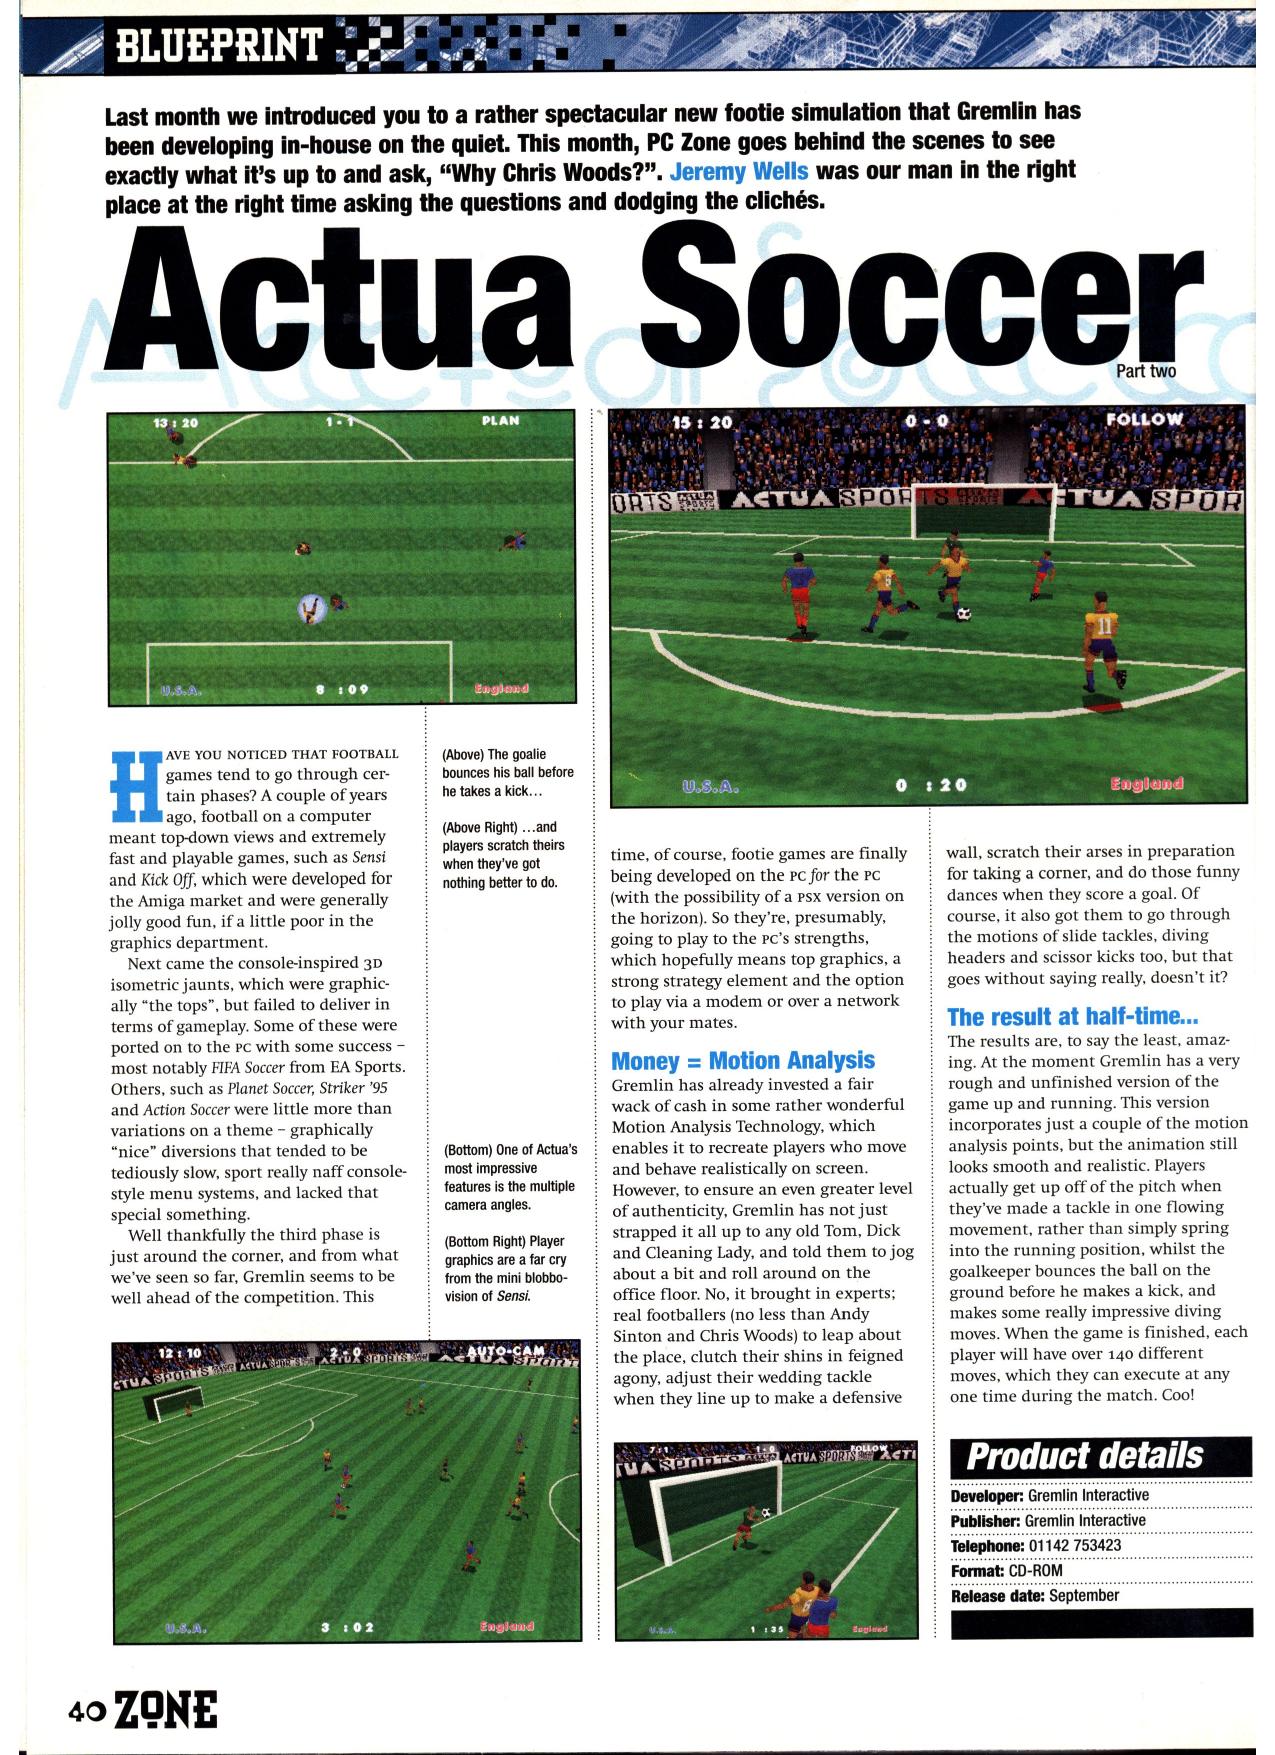 BLUEPRINT
Last month we introduced you to a rather spectacular new footie simulation that Gremlin has
been developing in-house on the quiet. This month, PC Zone goes behind the scenes to see
exactly what it's up to and ask, “Why Chris Woods?”. Jeremy Wells was our man in the right
place at the right time asking the questions and dodging the clichés.
Actua Soccer
Part two
13 : 20 1 - 1 PLAN
U.S.A. 8 : 09 England
15 : 20 0 - 0 FOLLOW
ORTS ACTUA SPORTS ACTUA SPOR ACTUA SPOR
8
11
U.S.A. 0 : 20 England
HAVE YOU NOTICED THAT FOOTBALL
games tend to go through cer-
tain phases? A couple of years
ago, football on a computer
meant top-down views and extremely
fast and playable games, such as Sensi
and Kick Off, which were developed for
the Amiga market and were generally
jolly good fun, if a little poor in the
graphics department.
Next came the console-inspired 3D
isometric jaunts, which were graphic-
ally “the tops”, but failed to deliver in
terms of gameplay. Some of these were
ported on to the PC with some success –
most notably FIFA Soccer from EA Sports.
Others, such as Planet Soccer, Striker '95
and Action Soccer were little more than
variations on a theme – graphically
“nice” diversions that tended to be
tediously slow, sport really naff console-
style menu systems, and lacked that
special something.
Well thankfully the third phase is
just around the corner, and from what
we've seen so far, Gremlin seems to be
well ahead of the competition. This
(Above) The goalie
bounces his ball before
he takes a kick…
(Above Right) …and
players scratch theirs
when they've got
nothing better to do.
(Bottom) One of Actua's
most impressive
features is the multiple
camera angles.
(Bottom Right) Player
graphics are a far cry
from the mini blobbo-
vision of Sensi.
time, of course, footie games are finally
being developed on the PC for the PC
(with the possibility of a PSX version on
the horizon). So they're, presumably,
going to play to the PC's strengths,
which hopefully means top graphics, a
strong strategy element and the option
to play via a modem or over a network
with your mates.
Money = Motion Analysis
Gremlin has already invested a fair
wack of cash in some rather wonderful
Motion Analysis Technology, which
enables it to recreate players who move
and behave realistically on screen.
However, to ensure an even greater level
of authenticity, Gremlin has not just
strapped it all up to any old Tom, Dick
and Cleaning Lady, and told them to jog
about a bit and roll around on the
office floor. No, it brought in experts;
real footballers (no less than Andy
Sinton and Chris Woods) to leap about
the place, clutch their shins in feigned
agony, adjust their wedding tackle
when they line up to make a defensive
wall, scratch their arses in preparation
for taking a corner, and do those funny
dances when they score a goal. Of
course, it also got them to go through
the motions of slide tackles, diving
headers and scissor kicks too, but that
goes without saying really, doesn't it?
The result at half-time...
The results are, to say the least, amaz-
ing. At the moment Gremlin has a very
rough and unfinished version of the
game up and running. This version
incorporates just a couple of the motion
analysis points, but the animation still
looks smooth and realistic. Players
actually get up off of the pitch when
they've made a tackle in one flowing
movement, rather than simply spring
into the running position, whilst the
goalkeeper bounces the ball on the
ground before he makes a kick, and
makes some really impressive diving
moves. When the game is finished, each
player will have over 140 different
moves, which they can execute at any
one time during the match. Coo!
12 : 10 2 - 0 AUTO-CAM
U.S.A. 3 : 02 England
1 - 0 FOLLOW
U.S.A. 1 : 35 England
Product details
Developer: Gremlin Interactive
Publisher: Gremlin Interactive
Telephone: 01142 753423
Format: CD-ROM
Release date: September
40 ZONE